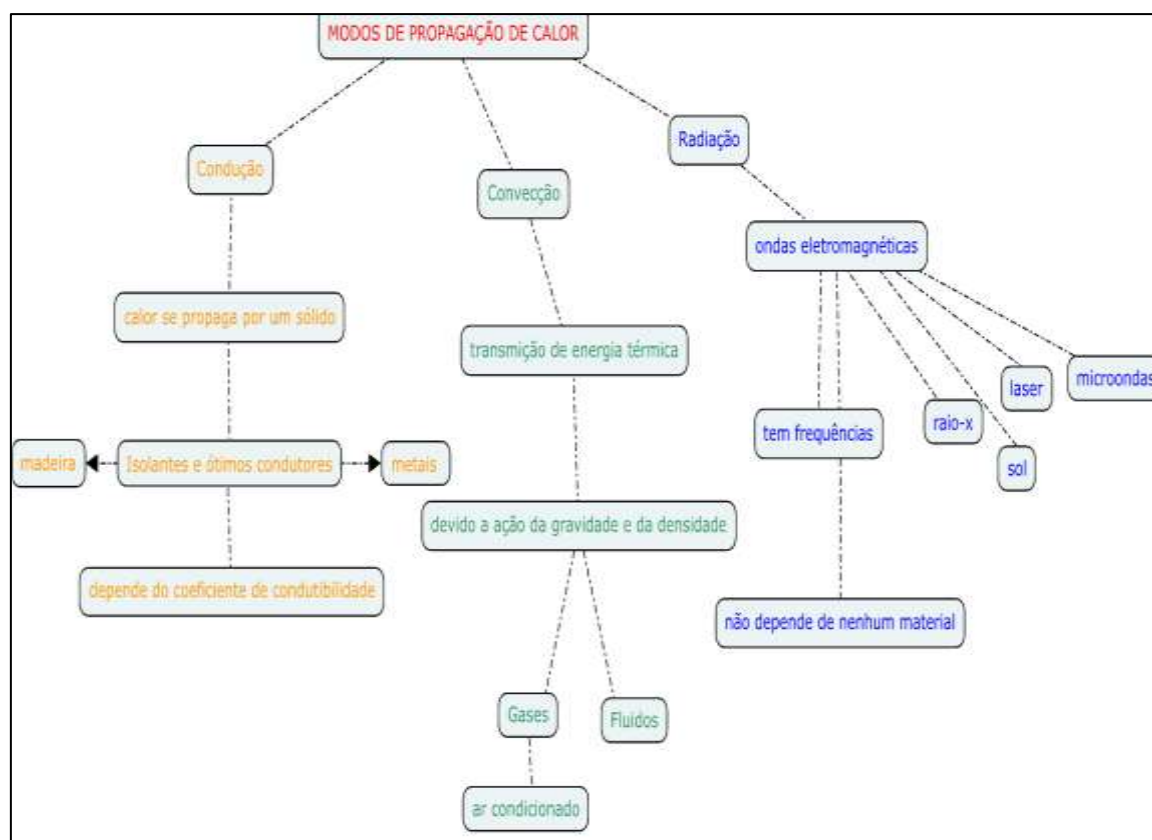 MODOS DE PROPAGAÇÃO DE CALOR
Condução
calor se propaga por um sólido
madeira
Isolantes e ótimos condutores
metais
depende do coeficiente de condutibilidade
Convecção
transmição de energia térmica
devido a ação da gravidade e da densidade
Gases
Fluidos
ar condicionado
Radiação
ondas eletromagnéticas
tem frequências
raio-x
sol
laser
microondas
não depende de nenhum material